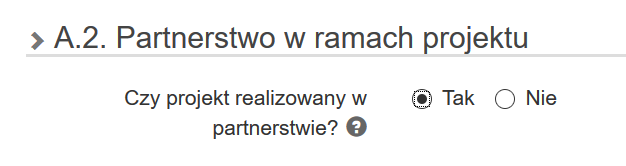 A.2. Partnerstwo w ramach projektu
Czy projekt realizowany w partnerstwie? Tak Nie